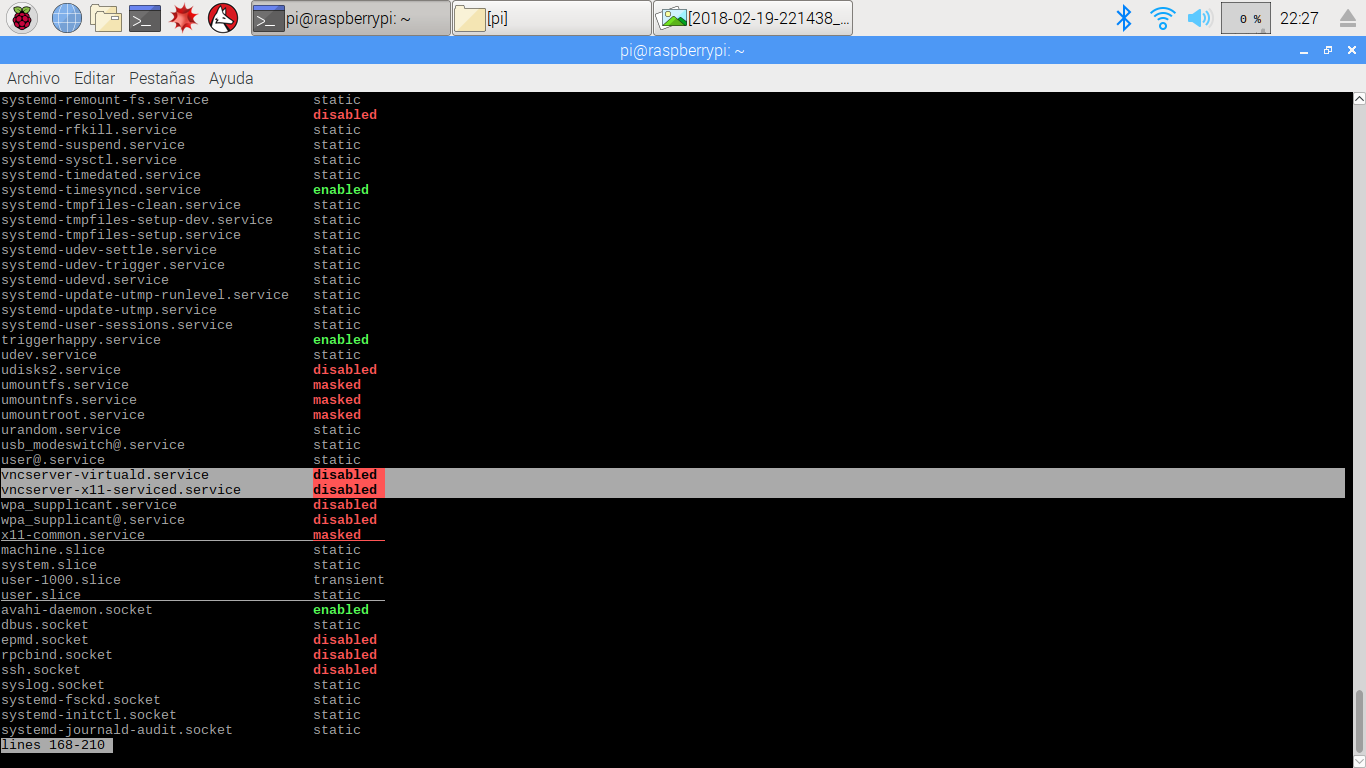 pi@raspberrypi: ~
[pi]
[2018-02-19-221438_...
0 %
22:27
pi@raspberrypi: ~
Archivo Editar Pestañas Ayuda
systemd-remount-fs.service static
systemd-resolved.service disabled
systemd-rfkill.service static
systemd-suspend.service static
systemd-sysctl.service static
systemd-timedated.service static
systemd-timesyncd.service enabled
systemd-tmpfiles-clean.service static
systemd-tmpfiles-setup-dev.service static
systemd-tmpfiles-setup.service static
systemd-udev-settle.service static
systemd-udev-trigger.service static
systemd-udevd.service static
systemd-update-utmp-runlevel.service static
systemd-update-utmp.service static
systemd-user-sessions.service static
triggerhappy.service enabled
udev.service static
udisks2.service disabled
umountfs.service masked
umountnfs.service masked
umountroot.service masked
urandom.service static
usb_modeswitch@.service static
user@.service static
vncserver-virtuald.service disabled
vncserver-x11-serviced.service disabled
wpa_supplicant.service disabled
wpa_supplicant@.service disabled
x11-common.service masked
machine.slice static
system.slice static
user-1000.slice transient
user.slice static
avahi-daemon.socket enabled
dbus.socket static
epmd.socket disabled
rpcbind.socket disabled
ssh.socket disabled
syslog.socket static
systemd-fsckd.socket static
systemd-initctl.socket static
systemd-journald-audit.socket static
lines 168-210